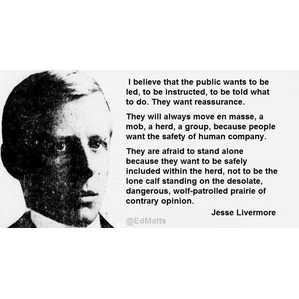 I believe that the public wants to be
led, to be instructed, to be told what
to do. They want reassurance.
They will always move en masse, a
mob, a herd, a group, because people
want the safety of human company.
They are afraid to stand alone
because they want to be safely
included within the herd, not to be the
lone calf standing on the desolate,
dangerous, wolf-patrolled prairie of
contrary opinion.
Jesse Livermore
@EdMatts